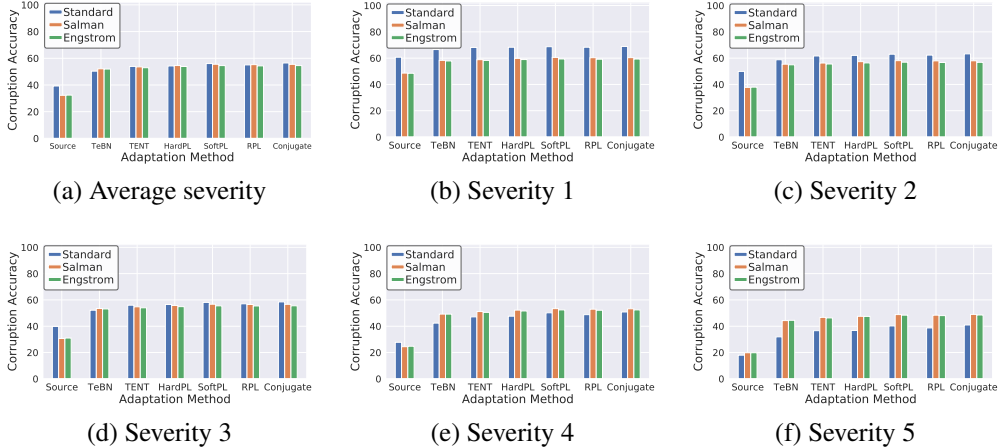 100
80
60
40
20
0
Corruption Accuracy
Standard
Salman
Engstrom
Source TeBN TENT HardPL SoftPL RPL Conjugate
Adaptation Method
(a) Average severity
100
80
60
40
20
0
Corruption Accuracy
Standard
Salman
Engstrom
Source TeBN TENT HardPL SoftPL RPL Conjugate
Adaptation Method
(b) Severity 1
100
80
60
40
20
0
Corruption Accuracy
Standard
Salman
Engstrom
Source TeBN TENT HardPL SoftPL RPL Conjugate
Adaptation Method
(c) Severity 2
100
80
60
40
20
0
Corruption Accuracy
Standard
Salman
Engstrom
Source TeBN TENT HardPL SoftPL RPL Conjugate
Adaptation Method
(d) Severity 3
100
80
60
40
20
0
Corruption Accuracy
Standard
Salman
Engstrom
Source TeBN TENT HardPL SoftPL RPL Conjugate
Adaptation Method
(e) Severity 4
100
80
60
40
20
0
Corruption Accuracy
Standard
Salman
Engstrom
Source TeBN TENT HardPL SoftPL RPL Conjugate
Adaptation Method
(f) Severity 5